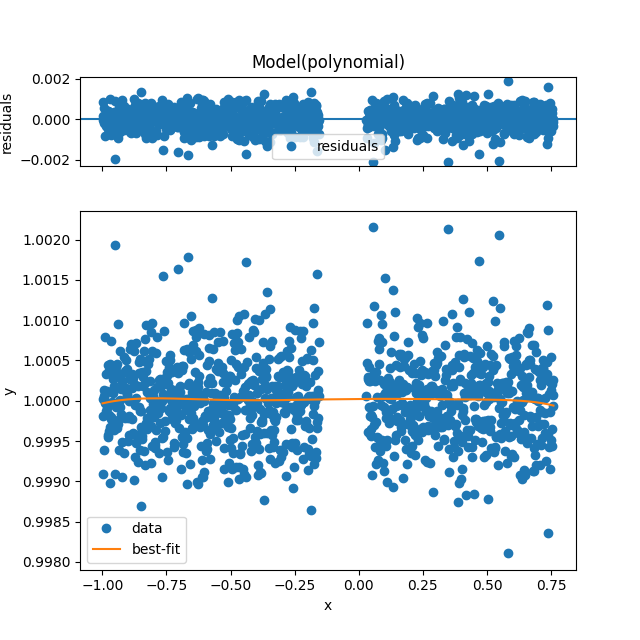 Model(polynomial)
residuals
0.002
0.000
−0.002
residuals
y
1.0020
1.0015
1.0010
1.0005
1.0000
0.9995
0.9990
0.9985
0.9980
data
best-fit
−1.00 −0.75 −0.50 −0.25 0.00 0.25 0.50 0.75
x